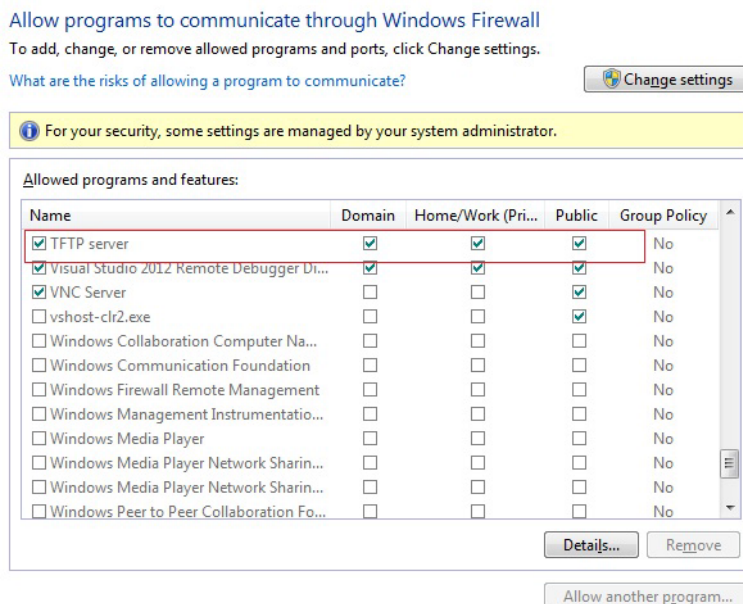 Allow programs to communicate through Windows Firewall
To add, change, or remove allowed programs and ports, click Change settings.
What are the risks of allowing a program to communicate? Change settings
For your security, some settings are managed by your system administrator.
Allowed programs and features:
Name Domain Home/Work (Pri... Public Group Policy
TFTP server No
Visual Studio 2012 Remote Debugger Di... No
VNC Server No
vshost-clr2.exe No
Windows Collaboration Computer Na... No
Windows Communication Foundation No
Windows Firewall Remote Management No
Windows Management Instrumentatio... No
Windows Media Player No
Windows Media Player Network Sharin... No
Windows Media Player Network Sharin... No
Windows Peer to Peer Collaboration Fo... No
Details... Remove
Allow another program...